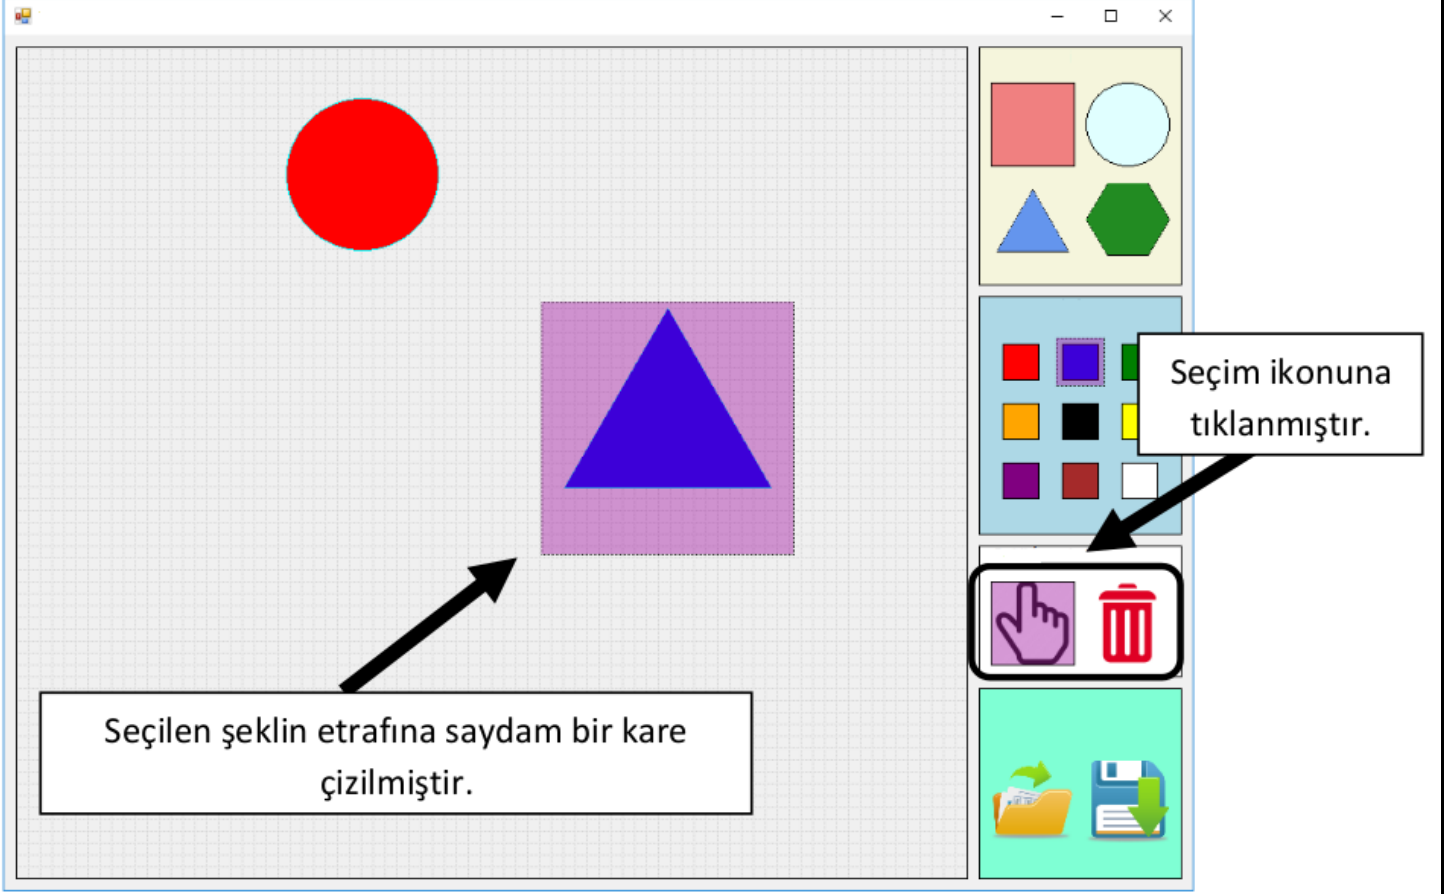 Seçim ikonuna
tıklanmıştır.
Seçilen şeklin etrafına saydam bir kare
çizilmiştir.